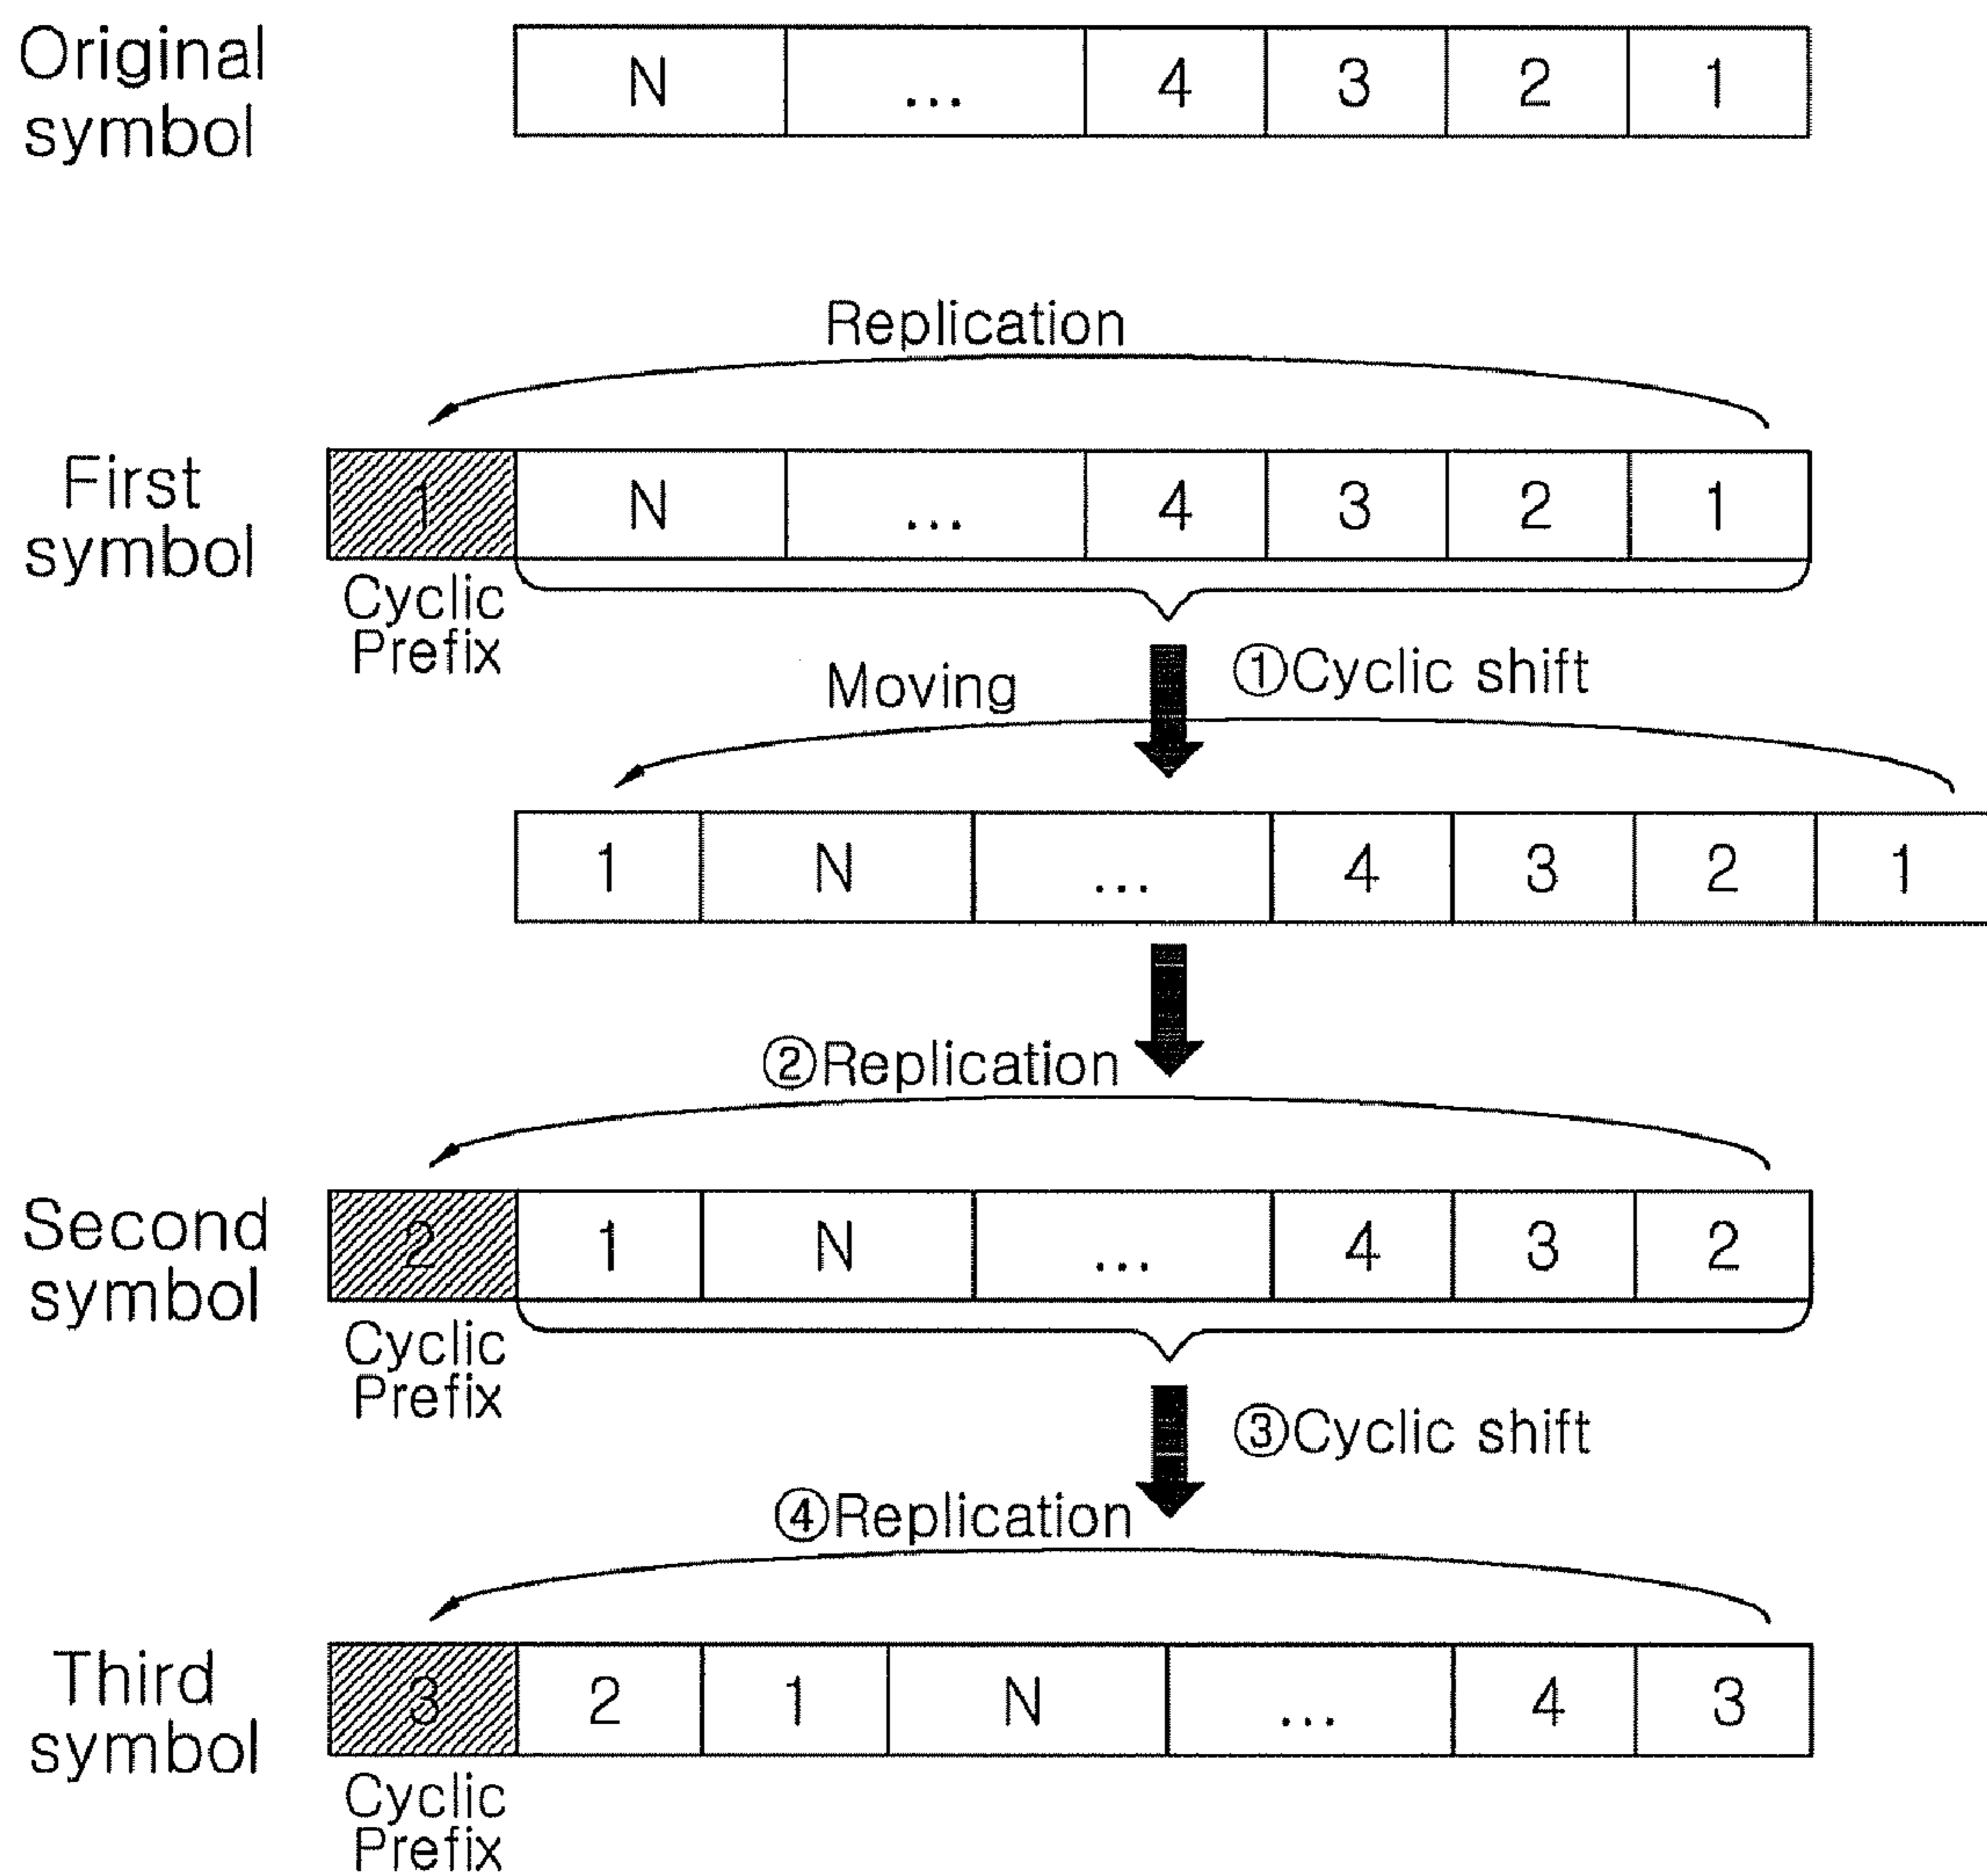 Original
symbol
N ... 4 3 2 1
Replication
First
symbol
1 N ... 4 3 2 1
Cyclic
Prefix
①Cyclic shift
Moving
1 N ... 4 3 2 1
②Replication
Second
symbol
2 1 N ... 4 3 2
Cyclic
Prefix
③Cyclic shift
④Replication
Third
symbol
3 2 1 N ... 4 3
Cyclic
Prefix